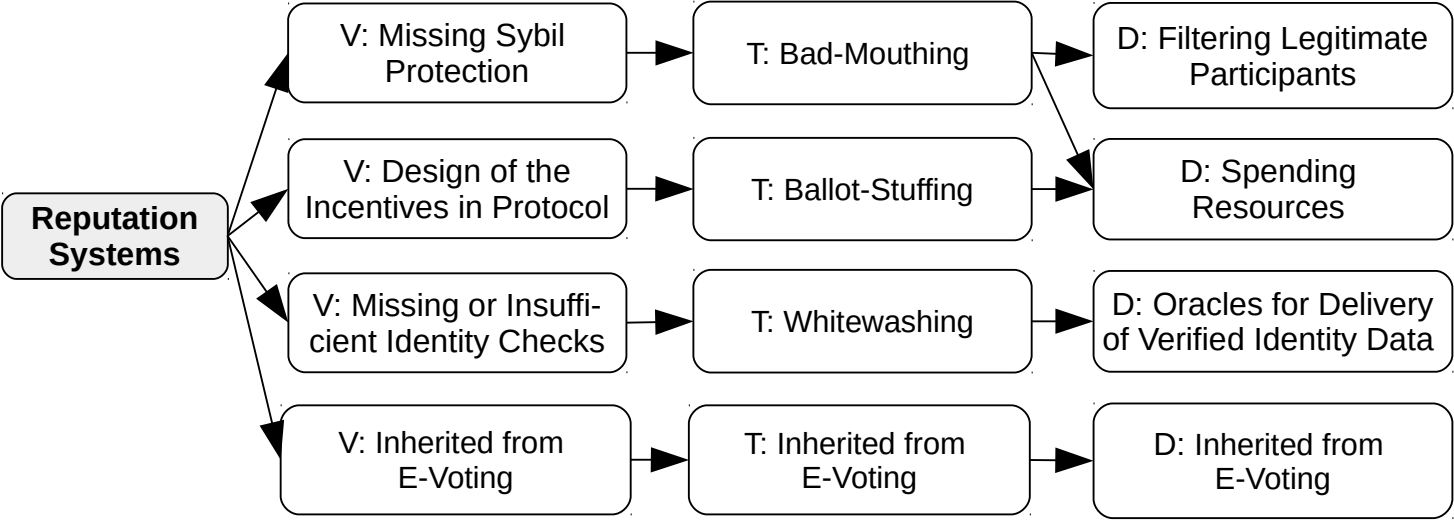 V: Missing Sybil
Protection
T: Bad-Mouthing
D: Filtering Legitimate
Participants
V: Design of the
Incentives in Protocol
T: Ballot-Stuffing
D: Spending
Resources
Reputation
Systems
V: Missing or Insuffi-
cient Identity Checks
T: Whitewashing
D: Oracles for Delivery
of Verified Identity Data
V: Inherited from
E-Voting
T: Inherited from
E-Voting
D: Inherited from
E-Voting